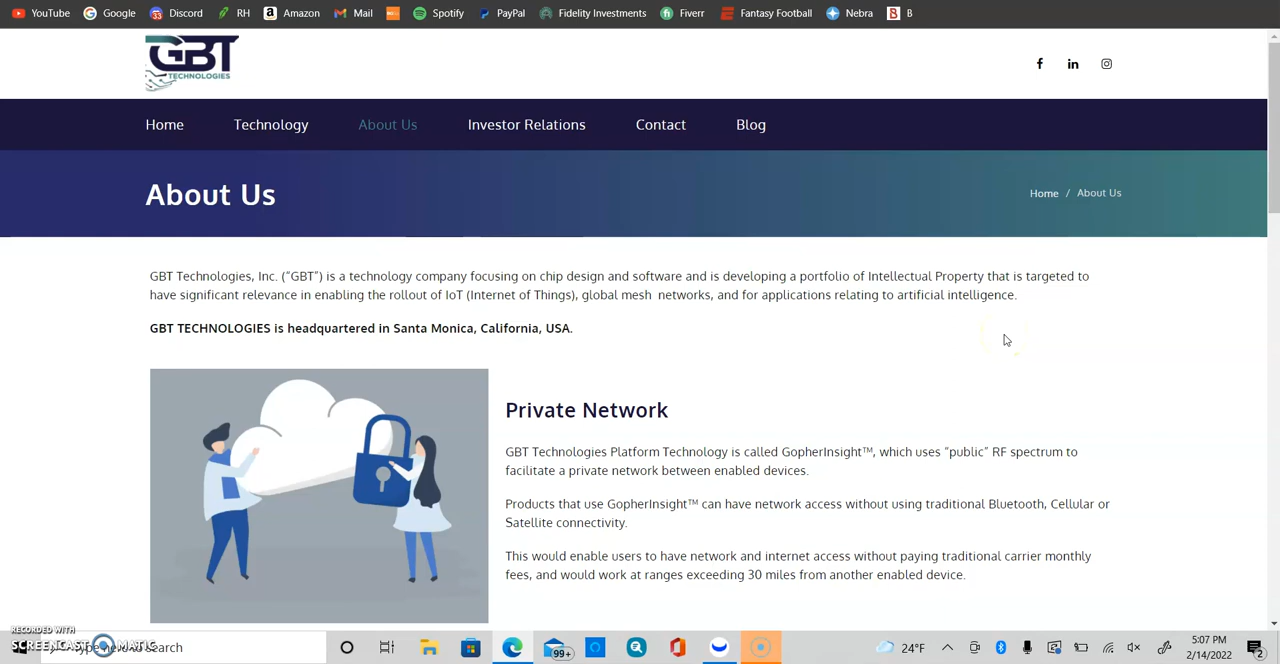 YouTube Google Discord RH Amazon Mail Spotify PayPal Fidelity Investments Fiverr Fantasy Football Nebra B
GBT
TECHNOLOGIES
Home Technology About Us Investor Relations Contact Blog
About Us
Home / About Us
GBT Technologies, Inc. (“GBT”) is a technology company focusing on chip design and software and is developing a portfolio of Intellectual Property that is targeted to
have significant relevance in enabling the rollout of IoT (Internet of Things), global mesh networks, and for applications relating to artificial intelligence.
GBT TECHNOLOGIES is headquartered in Santa Monica, California, USA.
Private Network
GBT Technologies Platform Technology is called GopherInsight™, which uses “public” RF spectrum to
facilitate a private network between enabled devices.
Products that use GopherInsight™ can have network access without using traditional Bluetooth, Cellular or
Satellite connectivity.
This would enable users to have network and internet access without paying traditional carrier monthly
fees, and would work at ranges exceeding 30 miles from another enabled device.
RECORDED WITH
SCREENCAST MATIC
Type here to search
99+
24°F
5:07 PM
2/14/2022
2